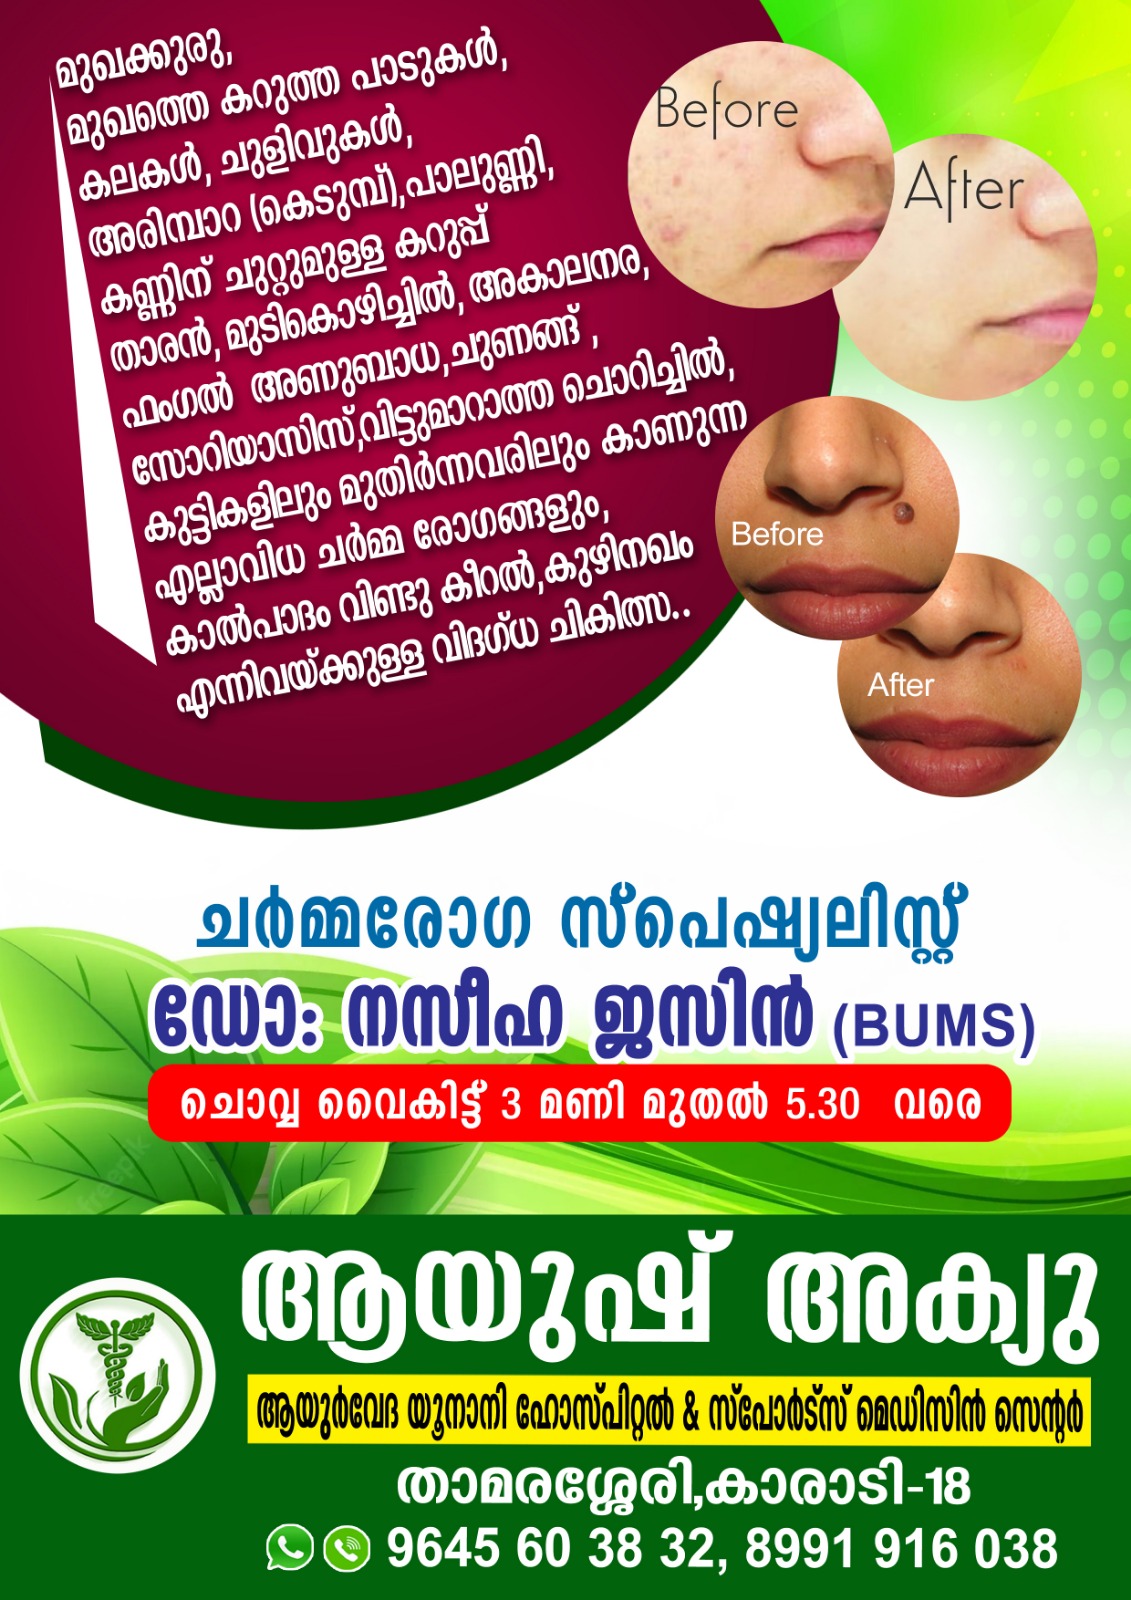 മുഖക്കുരു,
മുഖത്തെ കറുത്ത പാടുകൾ,
കലകൾ, ചുളിവുകൾ,
അരിമ്പാറ (കെടുമ്പ്),പാലുണ്ണി,
കണ്ണിന് ചുറ്റുമുള്ള കറുപ്പ്
താരൻ, മുടികൊഴിച്ചിൽ, അകാലനര,
ഫംഗൽ അണുബാധ,ചുണങ്ങ് ,
സോറിയാസിസ്,വിട്ടുമാറാത്ത ചൊറിച്ചിൽ,
കുട്ടികളിലും മുതിർന്നവരിലും കാണുന്ന
എല്ലാവിധ ചർമ്മ രോഗങ്ങളും,
കാൽപാദം വിണ്ടു കീറൽ,കുഴിനഖം
എന്നിവയ്ക്കുള്ള വിദഗ്ധ ചികിത്സ..
Before
After
Before
After
ചർമ്മരോഗ സ്പെഷ്യലിസ്റ്റ്
ഡോ: നസീഹ ജസിൻ (BUMS)
ചൊവ്വ വൈകിട്ട് 3 മണി മുതൽ 5.30 വരെ
ആയുഷ് അക്യു
ആയുർവേദ യൂനാനി ഹോസ്പിറ്റൽ & സ്പോർട്സ് മെഡിസിൻ സെന്റർ
താമരശ്ശേരി,കാരാടി-18
9645 60 38 32, 8991 916 038